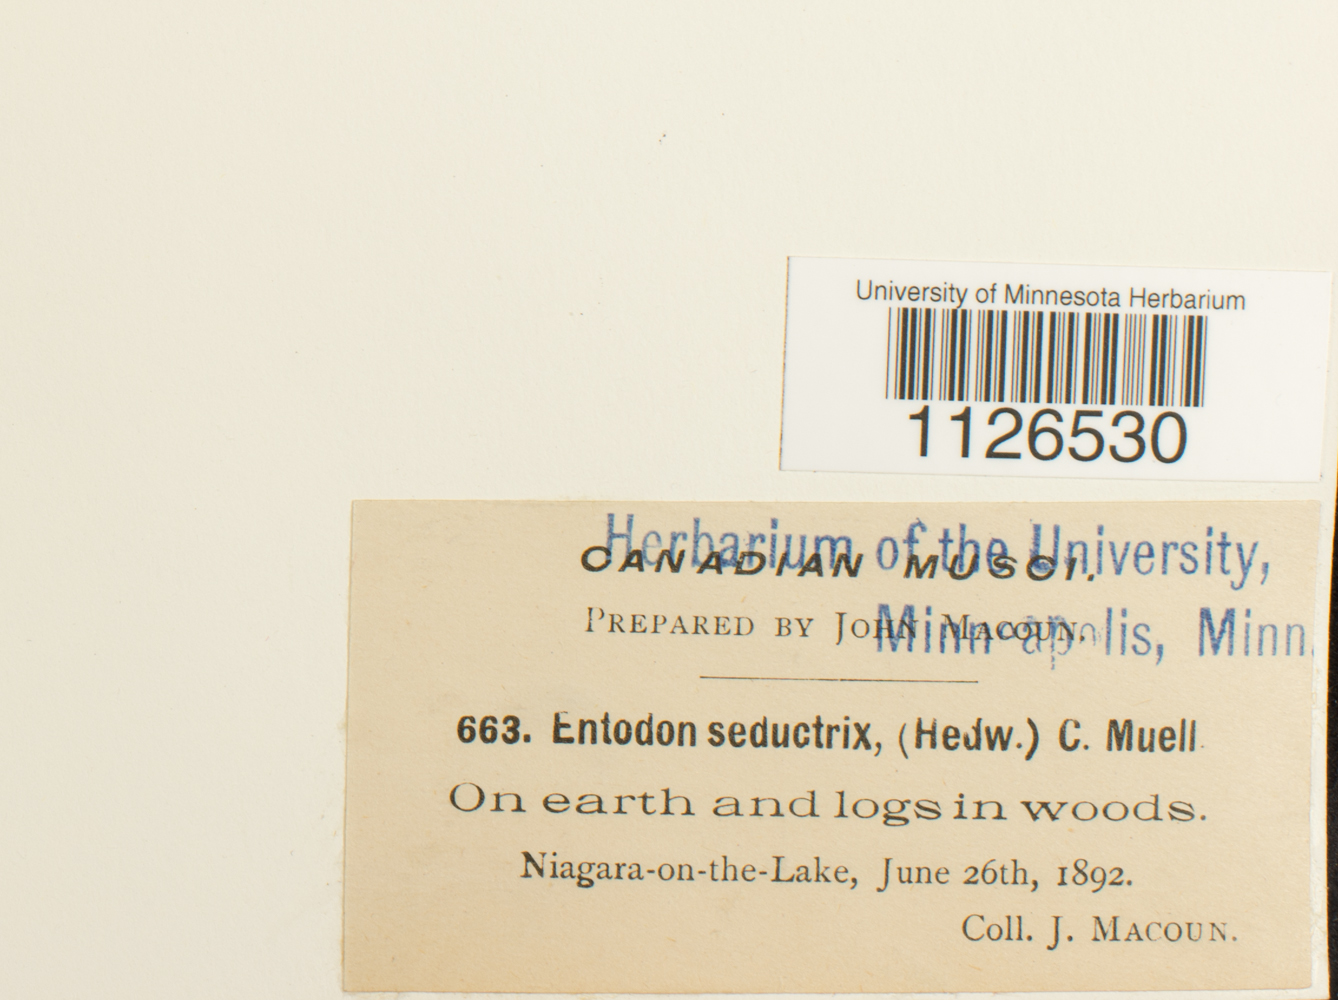 University of Minnesota Herbarium
1126530
Herbarium of the University,
CANADIAN MUSCI.
Minneapolis, Minn.
PREPARED BY JOHN MACOUN.
663. Entodon seductrix, (Hedw.) C. Muell.
On earth and logs in woods.
Niagara-on-the-Lake, June 26th, 1892.
Coll. J. MACOUN.